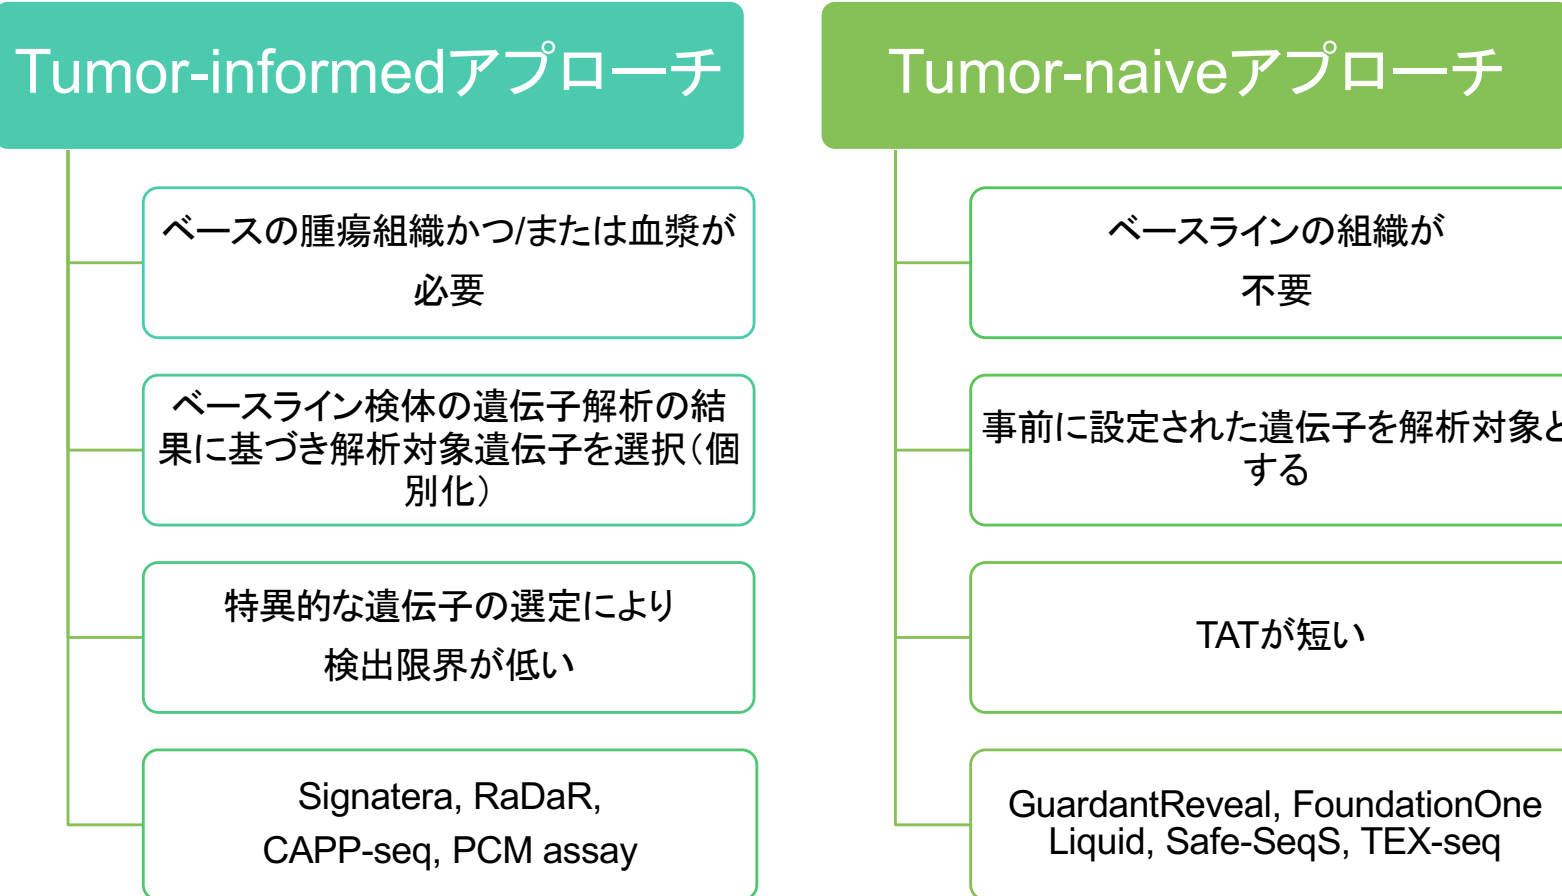 Tumor-informedアプローチ
ベースの腫瘍組織かつ/または血漿が
必要
ベースライン検体の遺伝子解析の結
果に基づき解析対象遺伝子を選択（個
別化）
特異的な遺伝子の選定により
検出限界が低い
Signatera, RaDaR,
CAPP-seq, PCM assay
Tumor-naiveアプローチ
ベースラインの組織が
不要
事前に設定された遺伝子を解析対象と
する
TATが短い
GuardantReveal, FoundationOne
Liquid, Safe-SeqS, TEX-seq